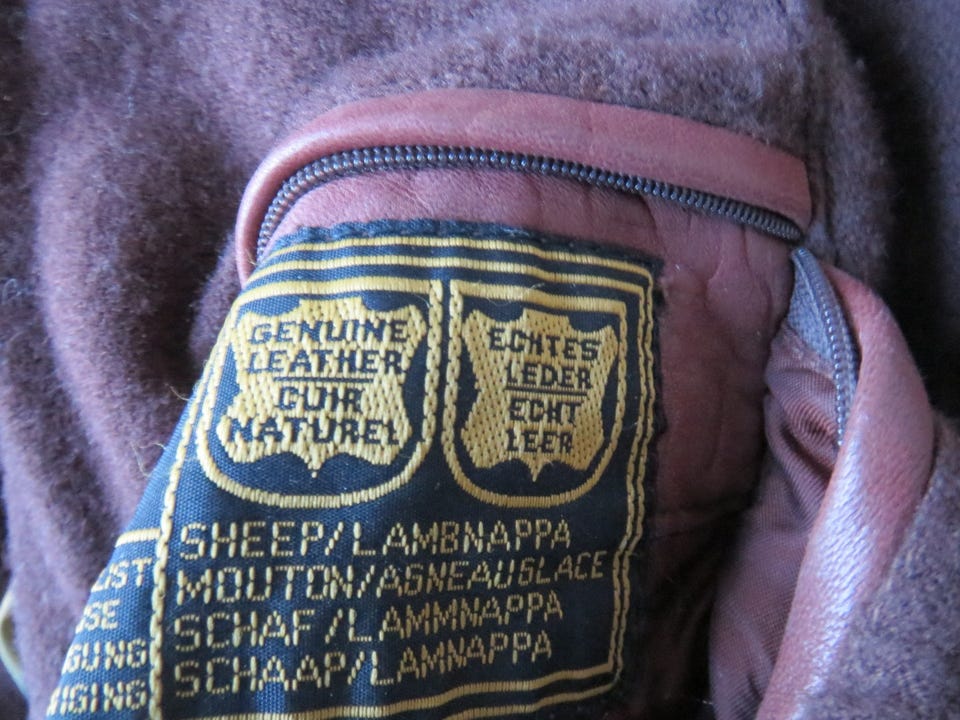 GENUINE
LEATHER
CUIR
NATUREL
ECHTES
LEDER
ECHT
LEER
SHEEP/LAMBNAPPA
MOUTON/AGNEAUGLACE
SCHAF/LAMMNAPPA
SCHAAP/LAMNAPPA